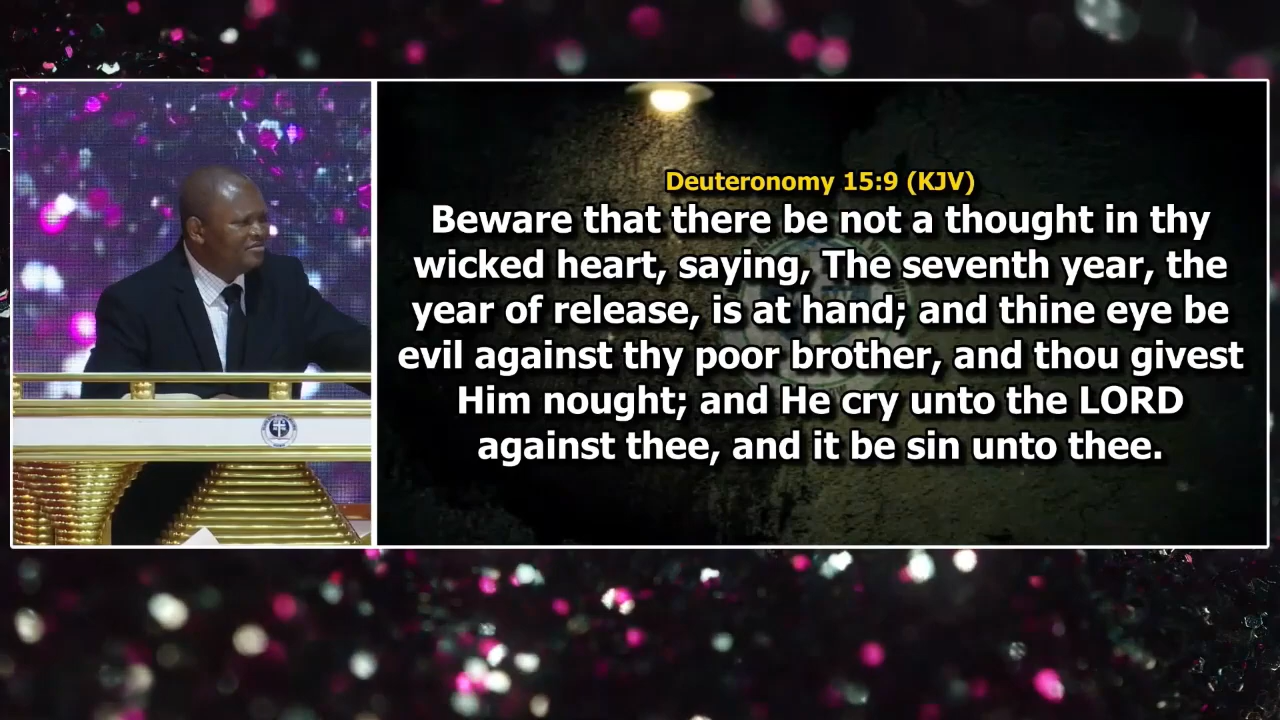 Deuteronomy 15:9 (KJV)
Beware that there be not a thought in thy
wicked heart, saying, The seventh year, the
year of release, is at hand; and thine eye be
evil against thy poor brother, and thou givest
Him nought; and He cry unto the LORD
against thee, and it be sin unto thee.